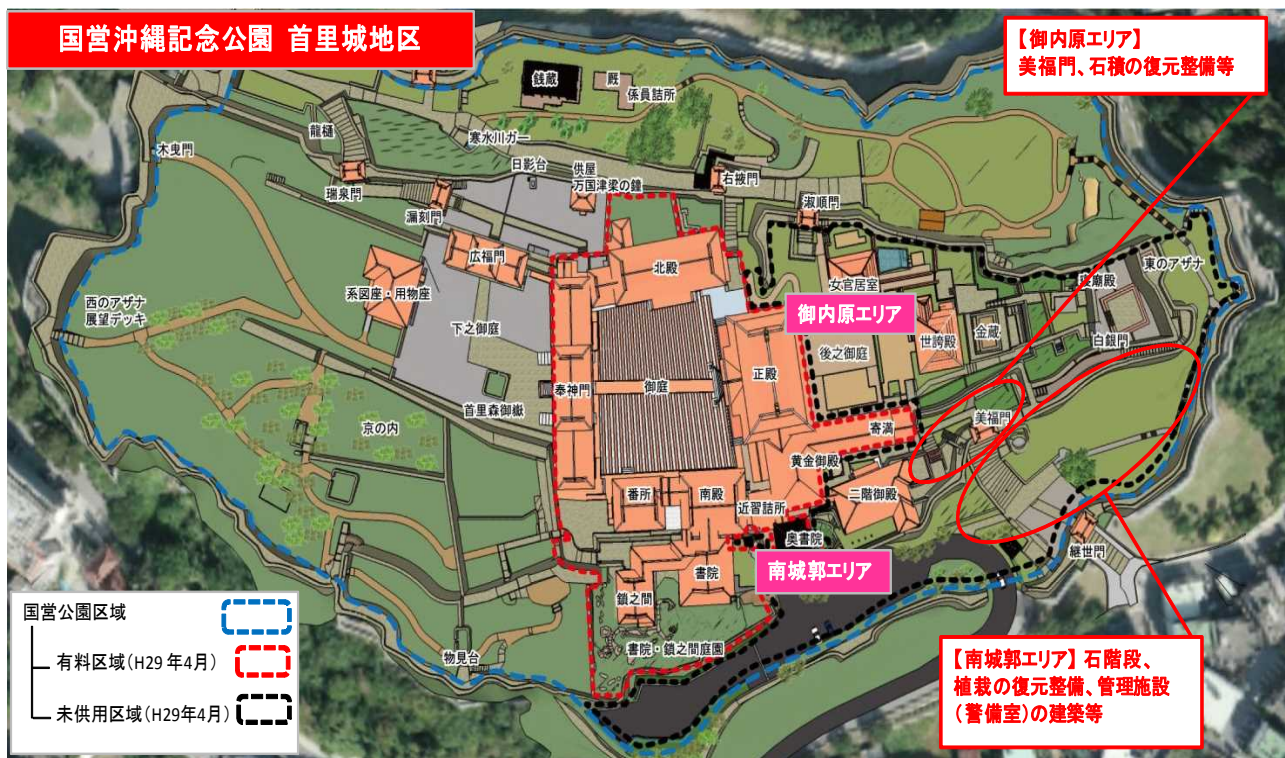 国営沖縄記念公園 首里城地区
【御内原エリア】
美福門、石積の復元整備等
銭蔵
厩
係員詰所
龍樋
寒水川ガー
木曳門
日影台
供屋
万国津梁の鐘
右掖門
瑞泉門
漏刻門
淑順門
広福門
北殿
女官居室
東のアザナ
寝廟殿
系図座・用物座
西のアザナ
展望デッキ
御内原エリア
下之御庭
後之御庭
世誇殿
金蔵
白銀門
正殿
奉神門
御庭
首里森御嶽
京の内
美福門
寄満
黄金御殿
番所
南殿
近習詰所
二階御殿
奥書院
継世門
南城郭エリア
書院
鎖之間
書院・鎖之間庭園
物見台
国営公園区域
有料区域(H29年4月)
未供用区域(H29年4月)
【南城郭エリア】石階段、
植栽の復元整備、管理施設
(警備室)の建築等